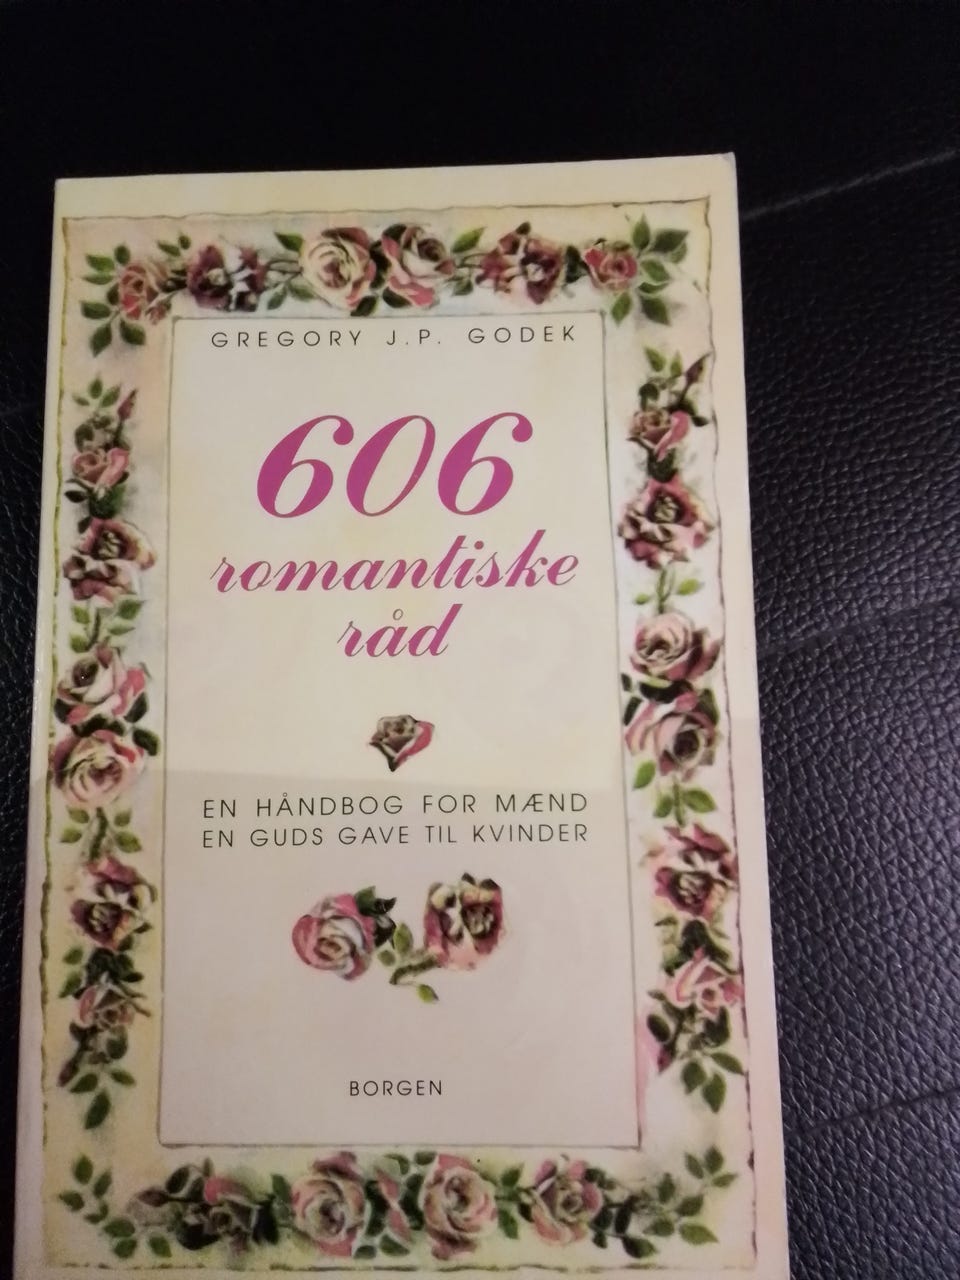 GREGORY J.P. GODEK
606
romantiske
råd
EN HÅNDBOG FOR MÆND
EN GUDS GAVE TIL KVINDER
BORGEN